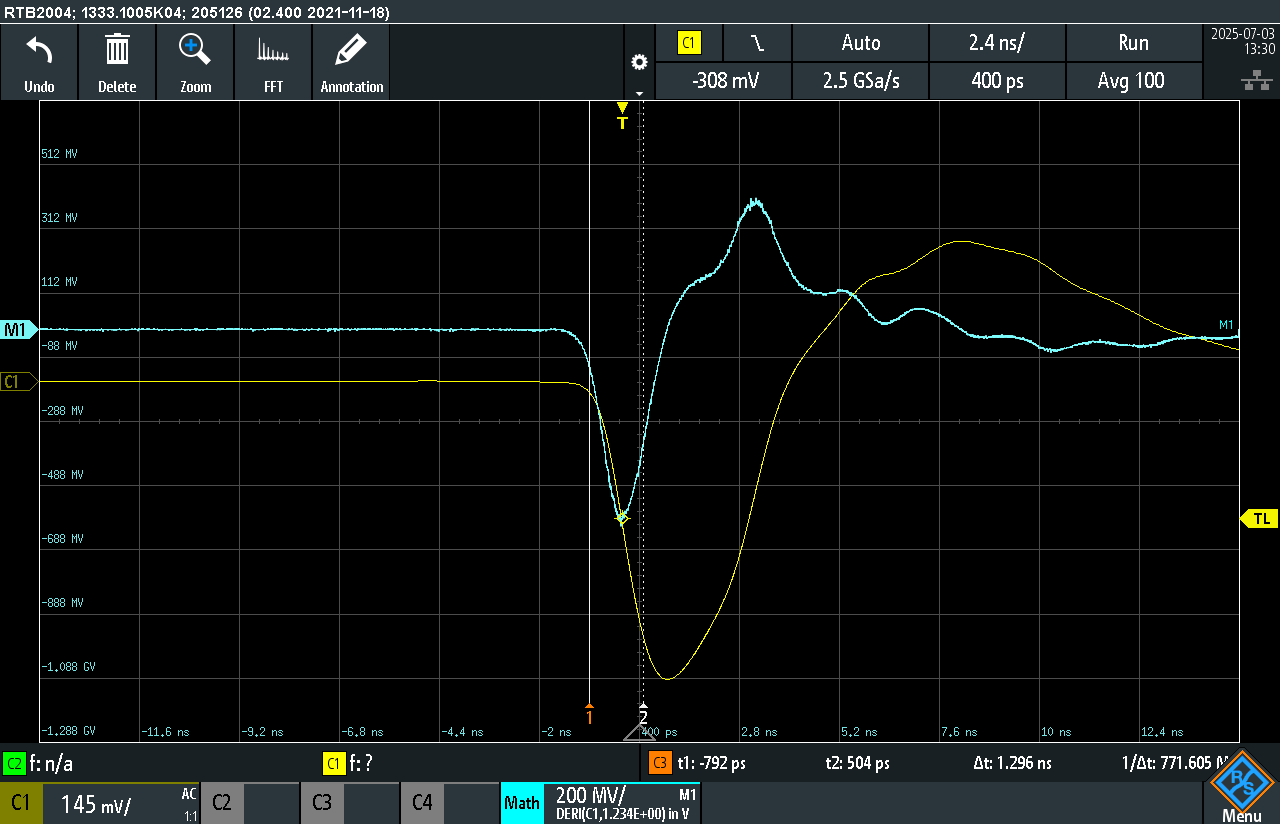 RTB2004; 1333.1005K04; 205126 (02.400 2021-11-18)
Undo
Delete
Zoom
FFT
Annotation
C1
Auto
2.4 ns/
Run
-308 mV
2.5 GSa/s
400 ps
Avg 100
2025-07-03
13:30
T
512 MV
312 MV
112 MV
M1
-88 MV
M1
C1
-288 MV
-488 MV
TL
-688 MV
-888 MV
-1.088 GV
1
2
-1.288 GV
-11.6 ns
-9.2 ns
-6.8 ns
-4.4 ns
-2 ns
400 ps
2.8 ns
5.2 ns
7.6 ns
10 ns
12.4 ns
C2 f: n/a
C1 f: ?
C3 t1: -792 ps
t2: 504 ps
Δt: 1.296 ns
1/Δt: 771.605 M
C1
145 mV/
AC
1:1
C2
C3
C4
Math
200 MV/
M1
DERI(C1,1.234E+00) in V
R S
Menu